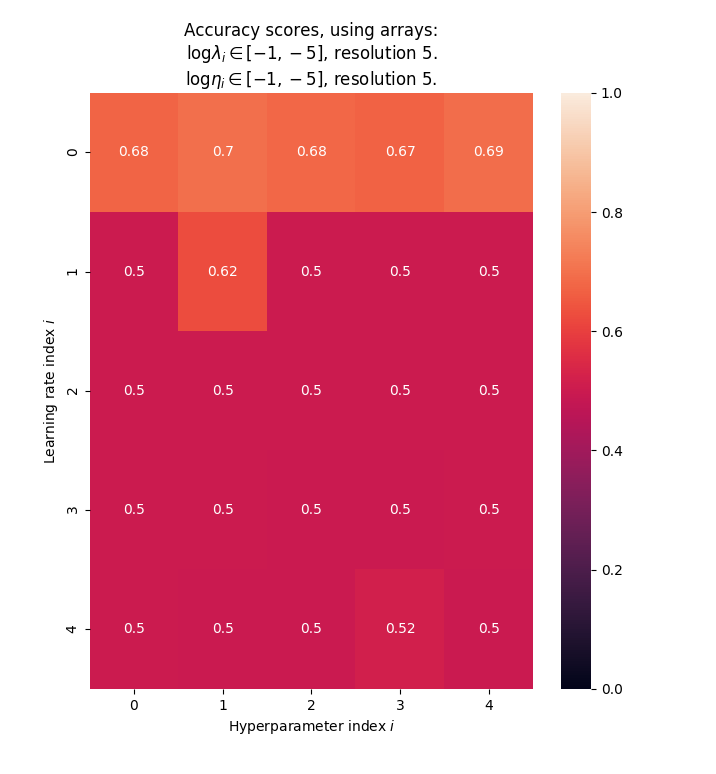 Accuracy scores, using arrays:
logλᵢ ∈ [−1, −5], resolution 5.
logηᵢ ∈ [−1, −5], resolution 5.
1.0
0 0.68 0.7 0.68 0.67 0.69
0.8
1 0.5 0.62 0.5 0.5 0.5
0.6
Learning rate index i
2 0.5 0.5 0.5 0.5 0.5
0.4
3 0.5 0.5 0.5 0.5 0.5
0.2
4 0.5 0.5 0.5 0.52 0.5
0.0
0 1 2 3 4
Hyperparameter index i